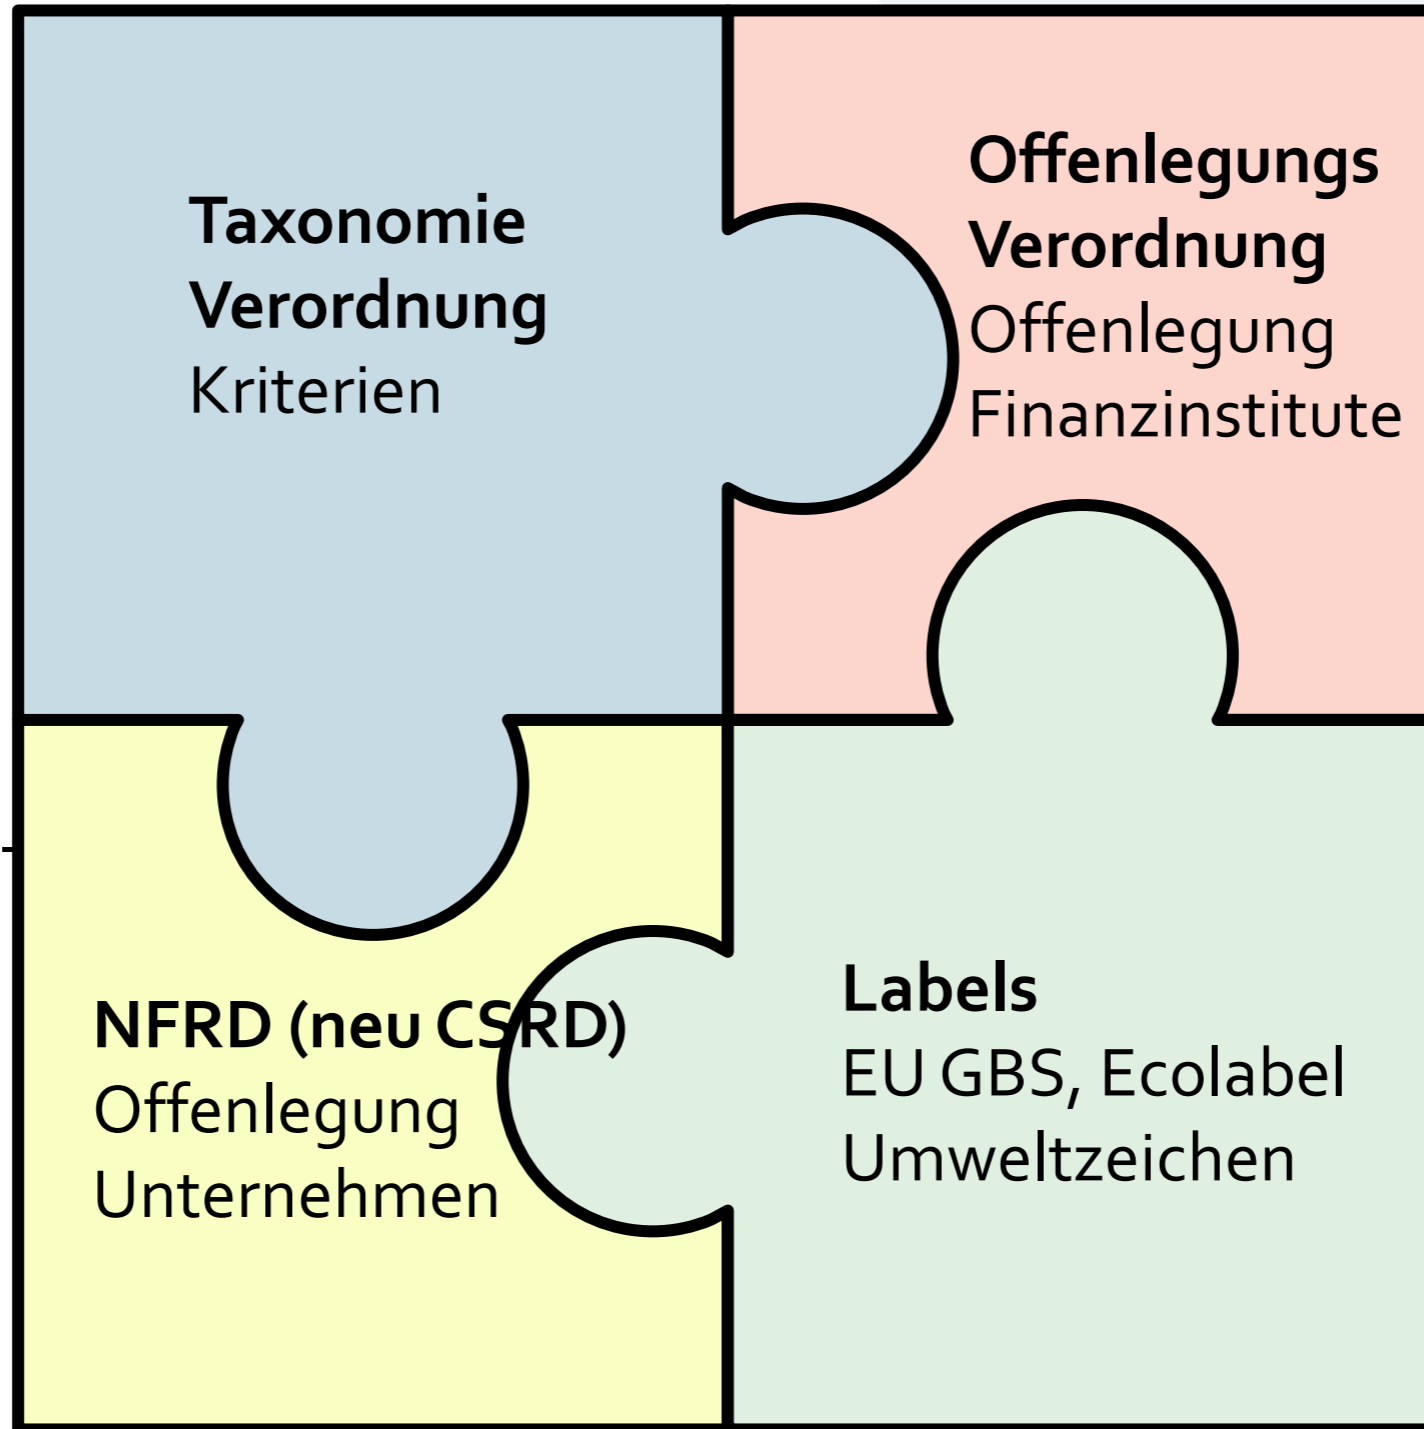 Taxonomie
Verordnung
Kriterien
Offenlegungs
Verordnung
Offenlegung
Finanzinstitute
NFRD (neu CSRD)
Offenlegung
Unternehmen
Labels
EU GBS, Ecolabel
Umweltzeichen